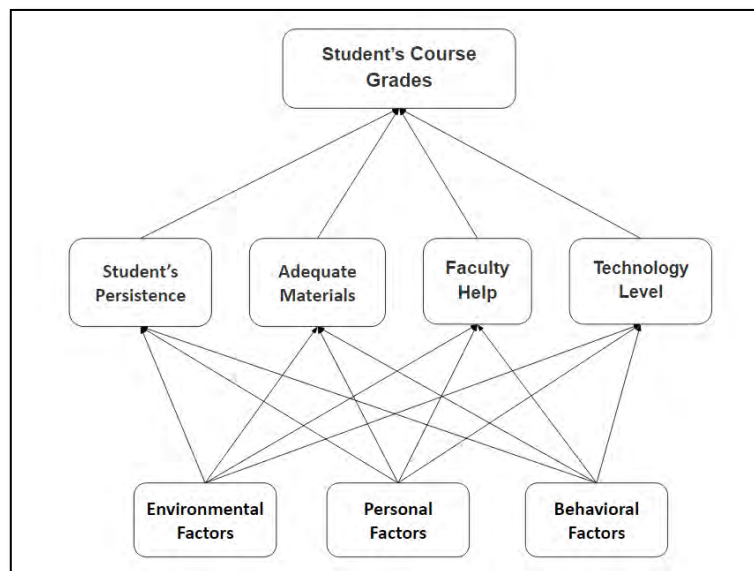 Student's Course
Grades
Student's
Persistence
Adequate
Materials
Faculty
Help
Technology
Level
Environmental
Factors
Personal
Factors
Behavioral
Factors